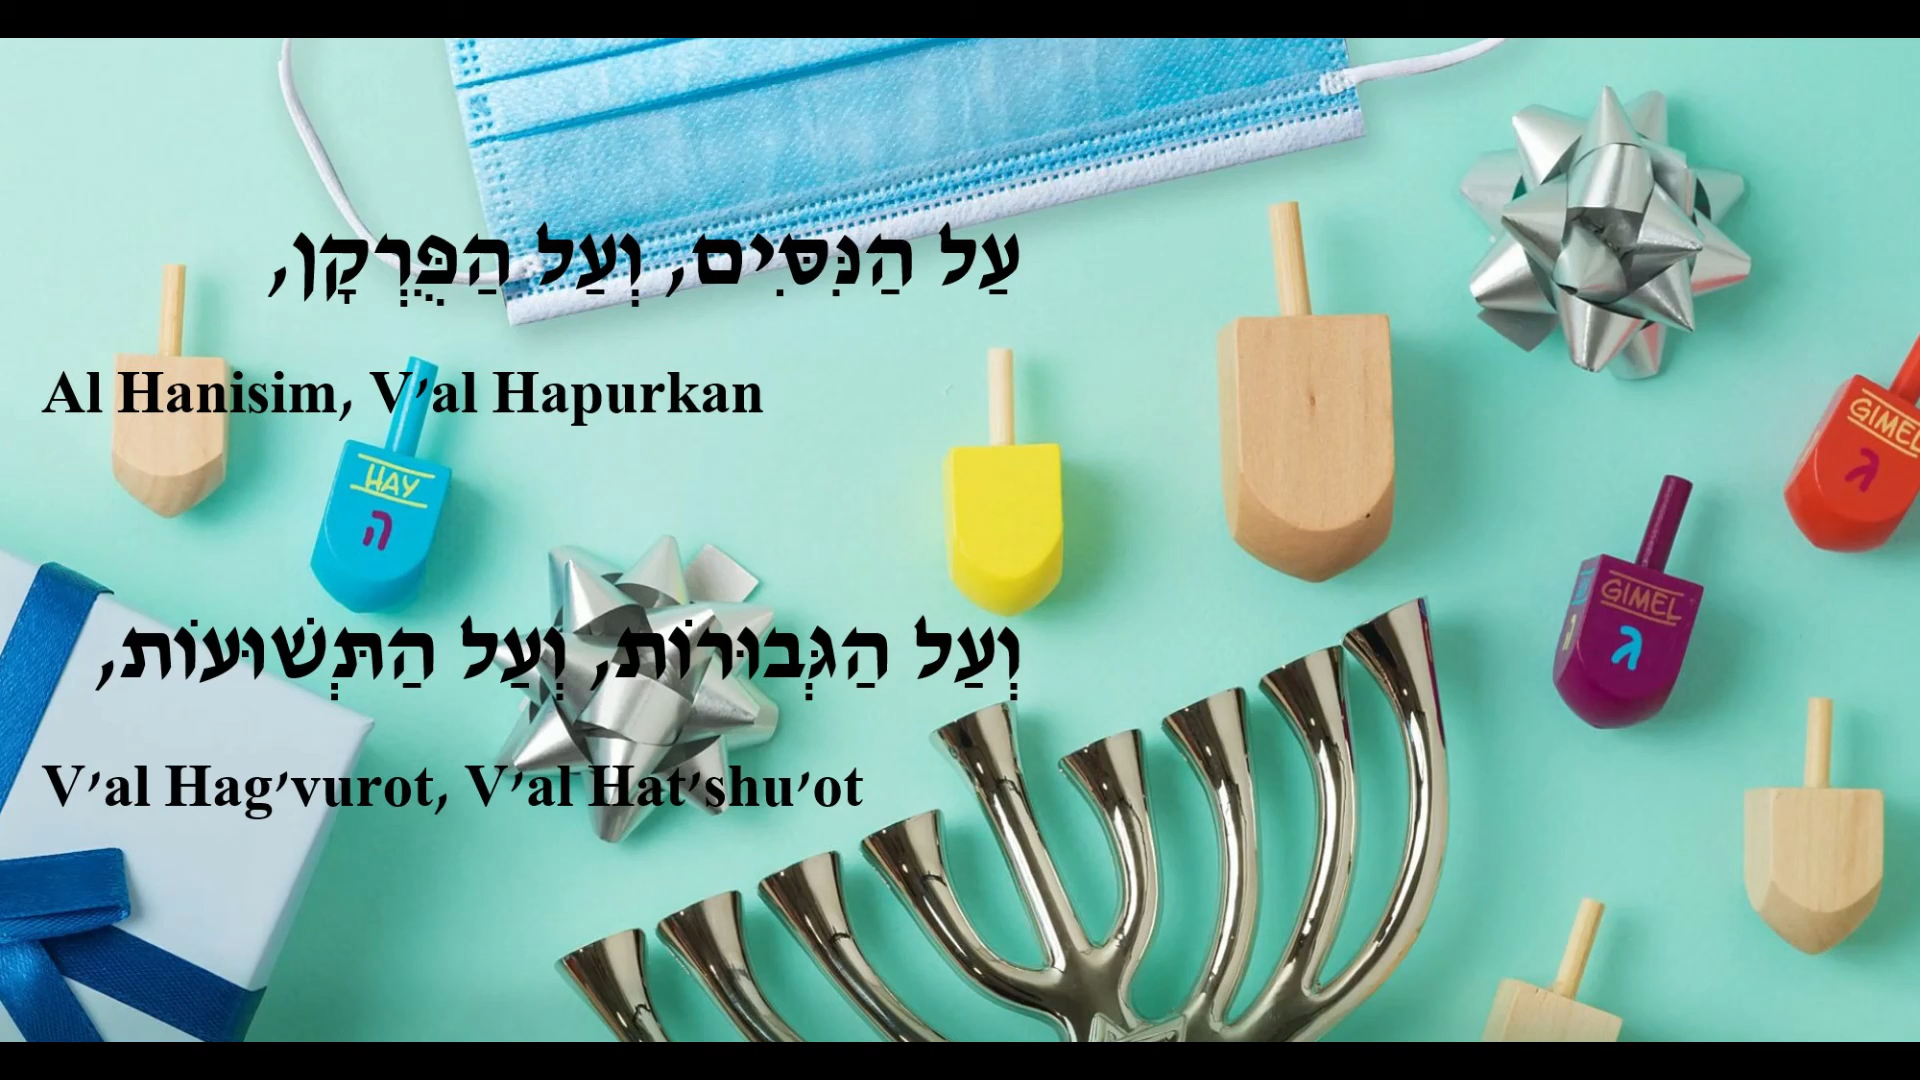 עַל הַנִּסִּים, וְעַל הַפֻּרְקָן,
Al Hanisim, V’al Hapurkan
HAY
ה
GIMEL
ג
GIMEL
ג
וְעַל הַגְּבוּרוֹת, וְעַל הַתְּשׁוּעוֹת,
V’al Hag’vurot, V’al Hat’shu’ot